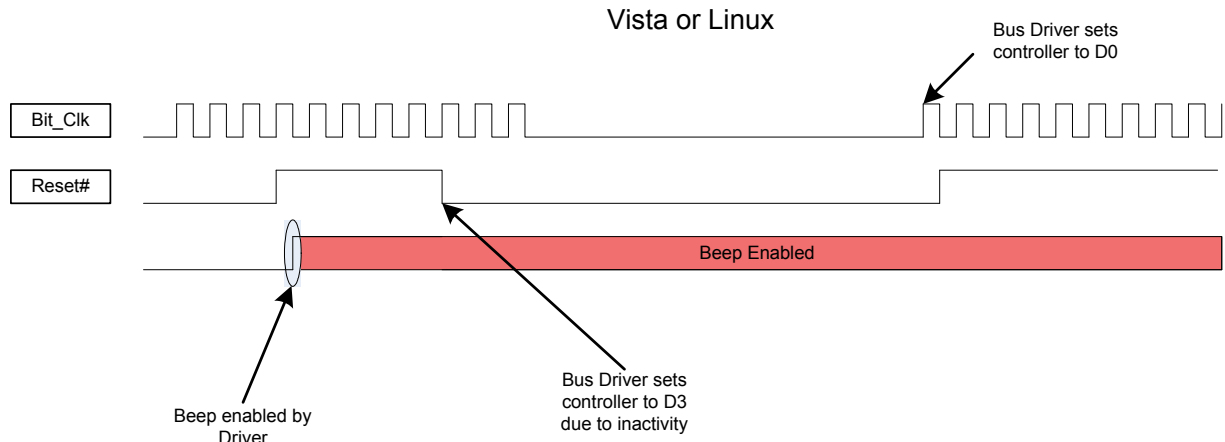 Vista or Linux
Bus Driver sets
controller to D0
Bit_Clk
Reset#
Beep Enabled
Beep enabled by
Driver
Bus Driver sets
controller to D3
due to inactivity